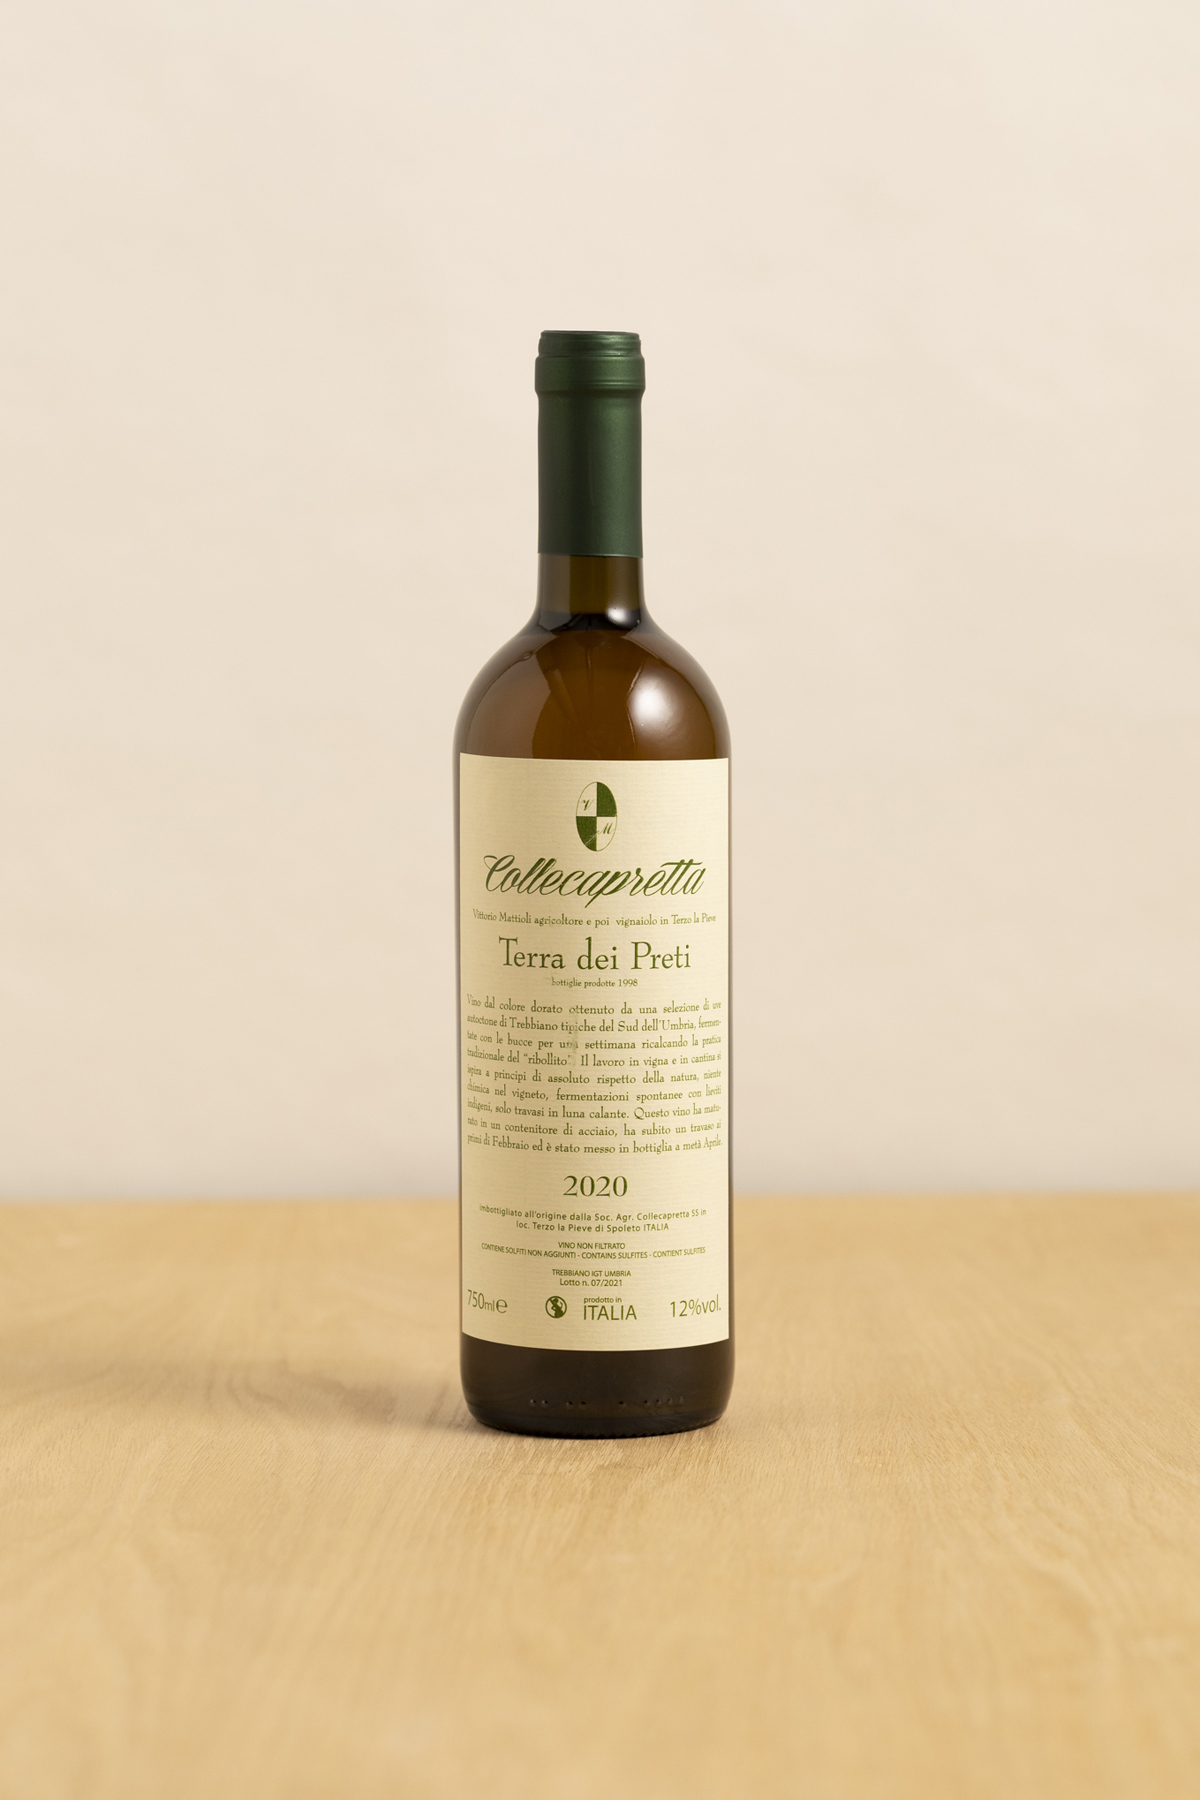 V
M
Collecapretta
Vittorio Mattioli agricoltore e poi vignaiolo in Terzo la Pieve
Terra dei Preti
bottiglie prodotte 1998
Vino dal colore dorato ottenuto da una selezione di uve
autoctone di Trebbiano tipiche del Sud dell'Umbria, fermen-
tate con le bucce per una settimana ricalcando la pratica
tradizionale del "ribollito". Il lavoro in vigna e in cantina si
ispira a principi di assoluto rispetto della natura, niente
chimica nel vigneto, fermentazioni spontanee con lieviti
indigeni, solo travasi in luna calante. Questo vino ha matu-
rato in un contenitore di acciaio, ha subito un travaso ai
primi di Febbraio ed è stato messo in bottiglia a metà Aprile.
2020
imbottigliato all'origine dalla Soc. Agr. Collecapretta SS in
loc. Terzo la Pieve di Spoleto ITALIA
VINO NON FILTRATO
CONTIENE SOLFITI NON AGGIUNTI - CONTAINS SULFITES - CONTIENT SULFITES
TREBBIANO IGT UMBRIA
Lotto n. 07/2021
750ml e
prodotto in
ITALIA
12%vol.